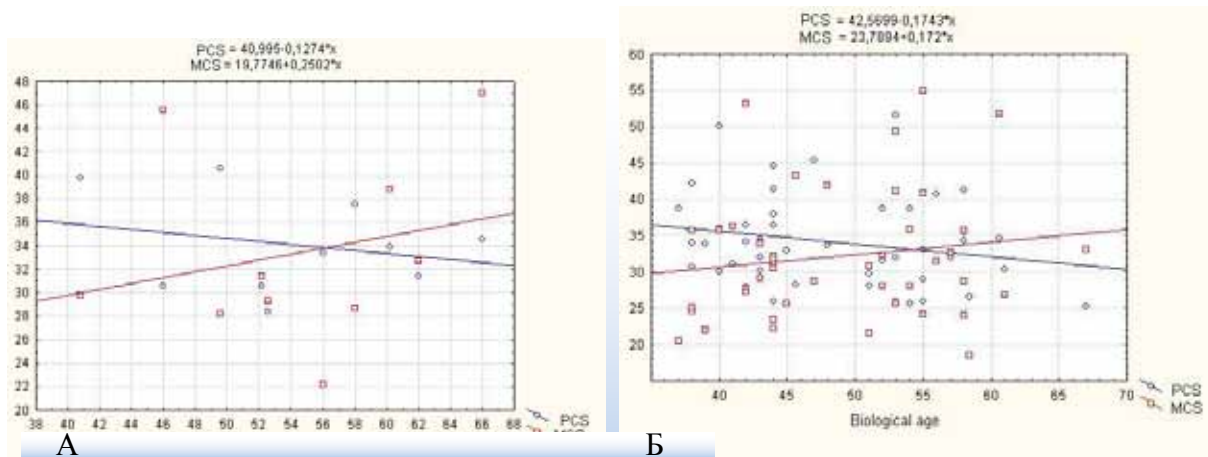 PCS = 40,995-0,1274*x
MCS = 19,7746+0,2502*x
48
46
44
42
40
38
36
34
32
30
28
26
24
22
20
38 40 42 44 46 48 50 52 54 56 58 60 62 64 66 68
PCS
MCS
А
PCS = 42,5699-0,1743*x
MCS = 23,7894+0,172*x
60
55
50
45
40
35
30
25
20
40 45 50 55 60 65 70
Biological age
PCS
MCS
Б